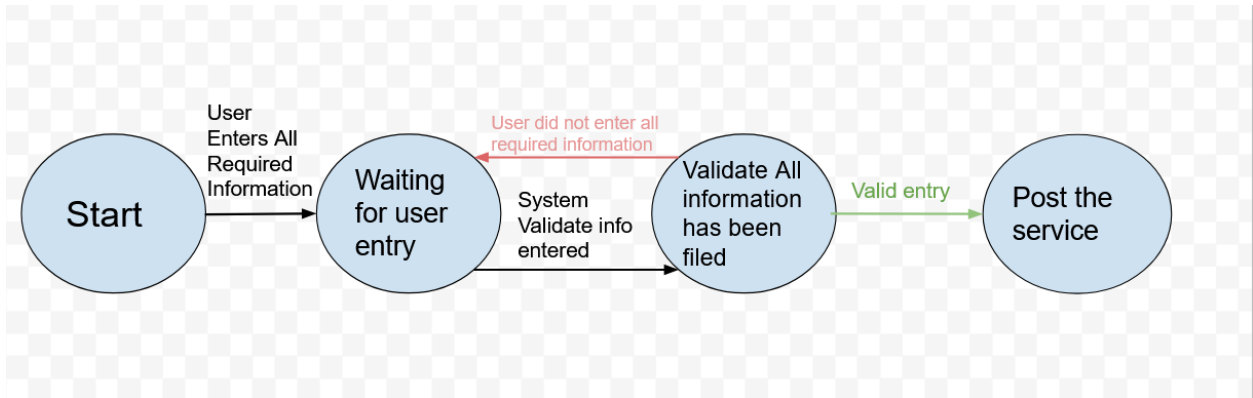 Start
User
Enters All
Required
Information
Waiting
for user
entry
User did not enter all
required information
System
Validate info
entered
Validate All
information
has been
filed
Valid entry
Post the
service